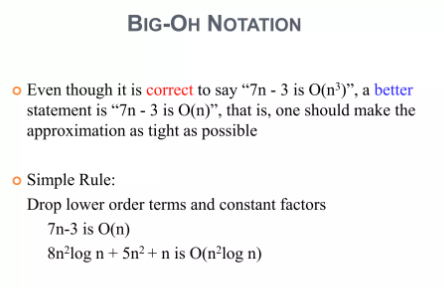 BIG-OH NOTATION
Even though it is correct to say “7n - 3 is O(n³)”, a better
statement is “7n - 3 is O(n)”, that is, one should make the
approximation as tight as possible
Simple Rule:
Drop lower order terms and constant factors
7n-3 is O(n)
8n²log n + 5n² + n is O(n²log n)